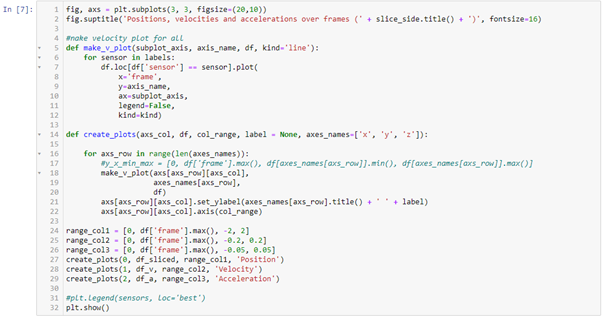 In [7]:
1 fig, axs = plt.subplots(3, 3, figsize=(20,10))
2 fig.suptitle('Positions, velocities and accelerations over frames (' + slice_side.title() + ')', fontsize=16)
3
4 #nake velocity plot for all
5 def make_v_plot(subplot_axis, axis_name, df, kind='line'):
6     for sensor in labels:
7         df.loc[df['sensor'] == sensor].plot(
8             x='frame',
9             y=axis_name,
10             ax=subplot_axis,
11             legend=False,
12             kind=kind)
13
14 def create_plots(axs_col, df, col_range, label = None, axes_names=['x', 'y', 'z']):
15
16     for axs_row in range(len(axes_names)):
17         #y_x_min_max = [0, df['frame'].max(), df[axes_names[axs_row]].min(), df[axes_names[axs_row]].max()]
18         make_v_plot(axs[axs_row][axs_col],
19                     axes_names[axs_row],
20                     df)
21         axs[axs_row][axs_col].set_ylabel(axes_names[axs_row].title() + ' ' + label)
22         axs[axs_row][axs_col].axis(col_range)
23
24 range_col1 = [0, df['frame'].max(), -2, 2]
25 range_col2 = [0, df['frame'].max(), -0.2, 0.2]
26 range_col3 = [0, df['frame'].max(), -0.05, 0.05]
27 create_plots(0, df_sliced, range_col1, 'Position')
28 create_plots(1, df_v, range_col2, 'Velocity')
29 create_plots(2, df_a, range_col3, 'Acceleration')
30
31 #plt.legend(sensors, loc='best')
32 plt.show()